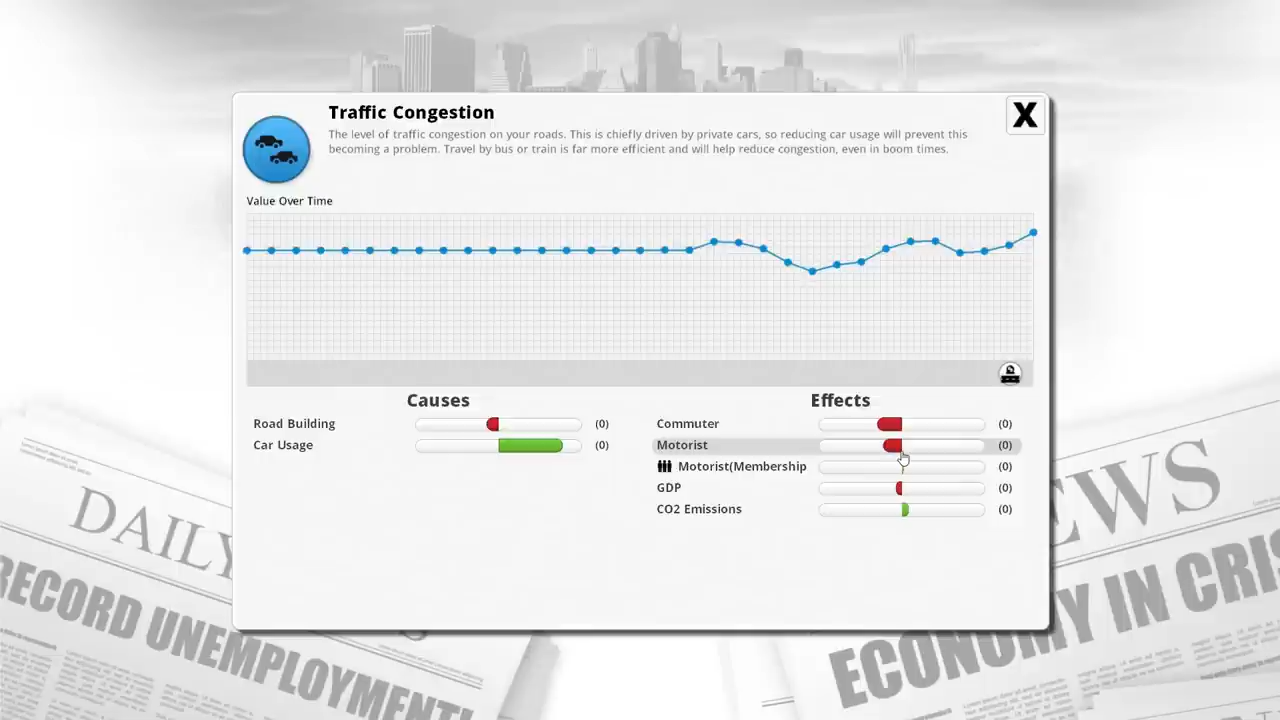 Traffic Congestion
X
The level of traffic congestion on your roads. This is chiefly driven by private cars, so reducing car usage will prevent this
becoming a problem. Travel by bus or train is far more efficient and will help reduce congestion, even in boom times.
Value Over Time
Causes
Road Building (0)
Car Usage (0)
Effects
Commuter (0)
Motorist (0)
Motorist(Membership (0)
GDP (0)
CO2 Emissions (0)
DAILY
RECORD UNEMPLOYMENT!
EWS
ECONOMY IN CRIS